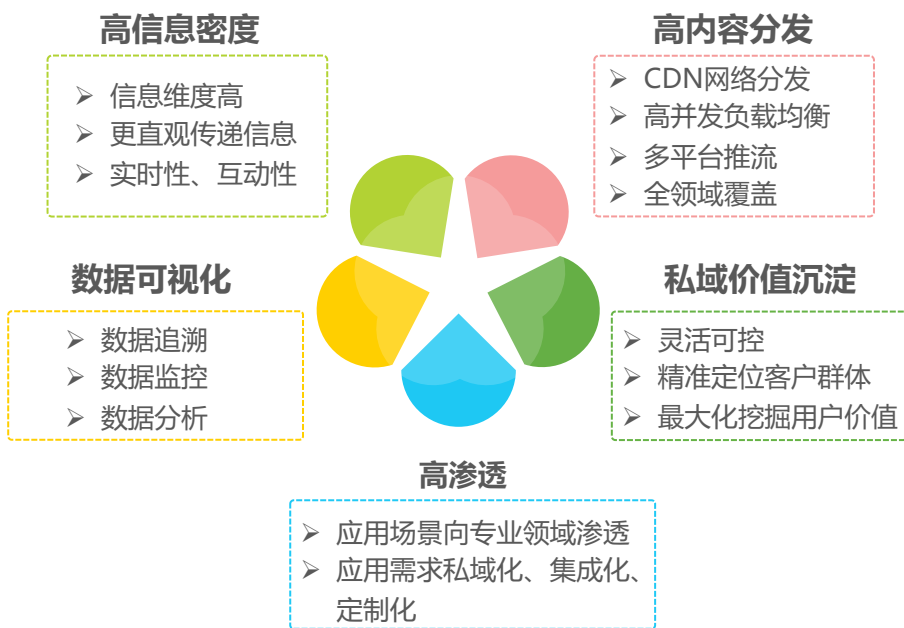 高信息密度
信息维度高
更直观传递信息
实时性、互动性
高内容分发
CDN网络分发
高并发负载均衡
多平台推流
全领域覆盖
数据可视化
数据追溯
数据监控
数据分析
私域价值沉淀
灵活可控
精准定位客户群体
最大化挖掘用户价值
高渗透
应用场景向专业领域渗透
应用需求私域化、集成化、
定制化